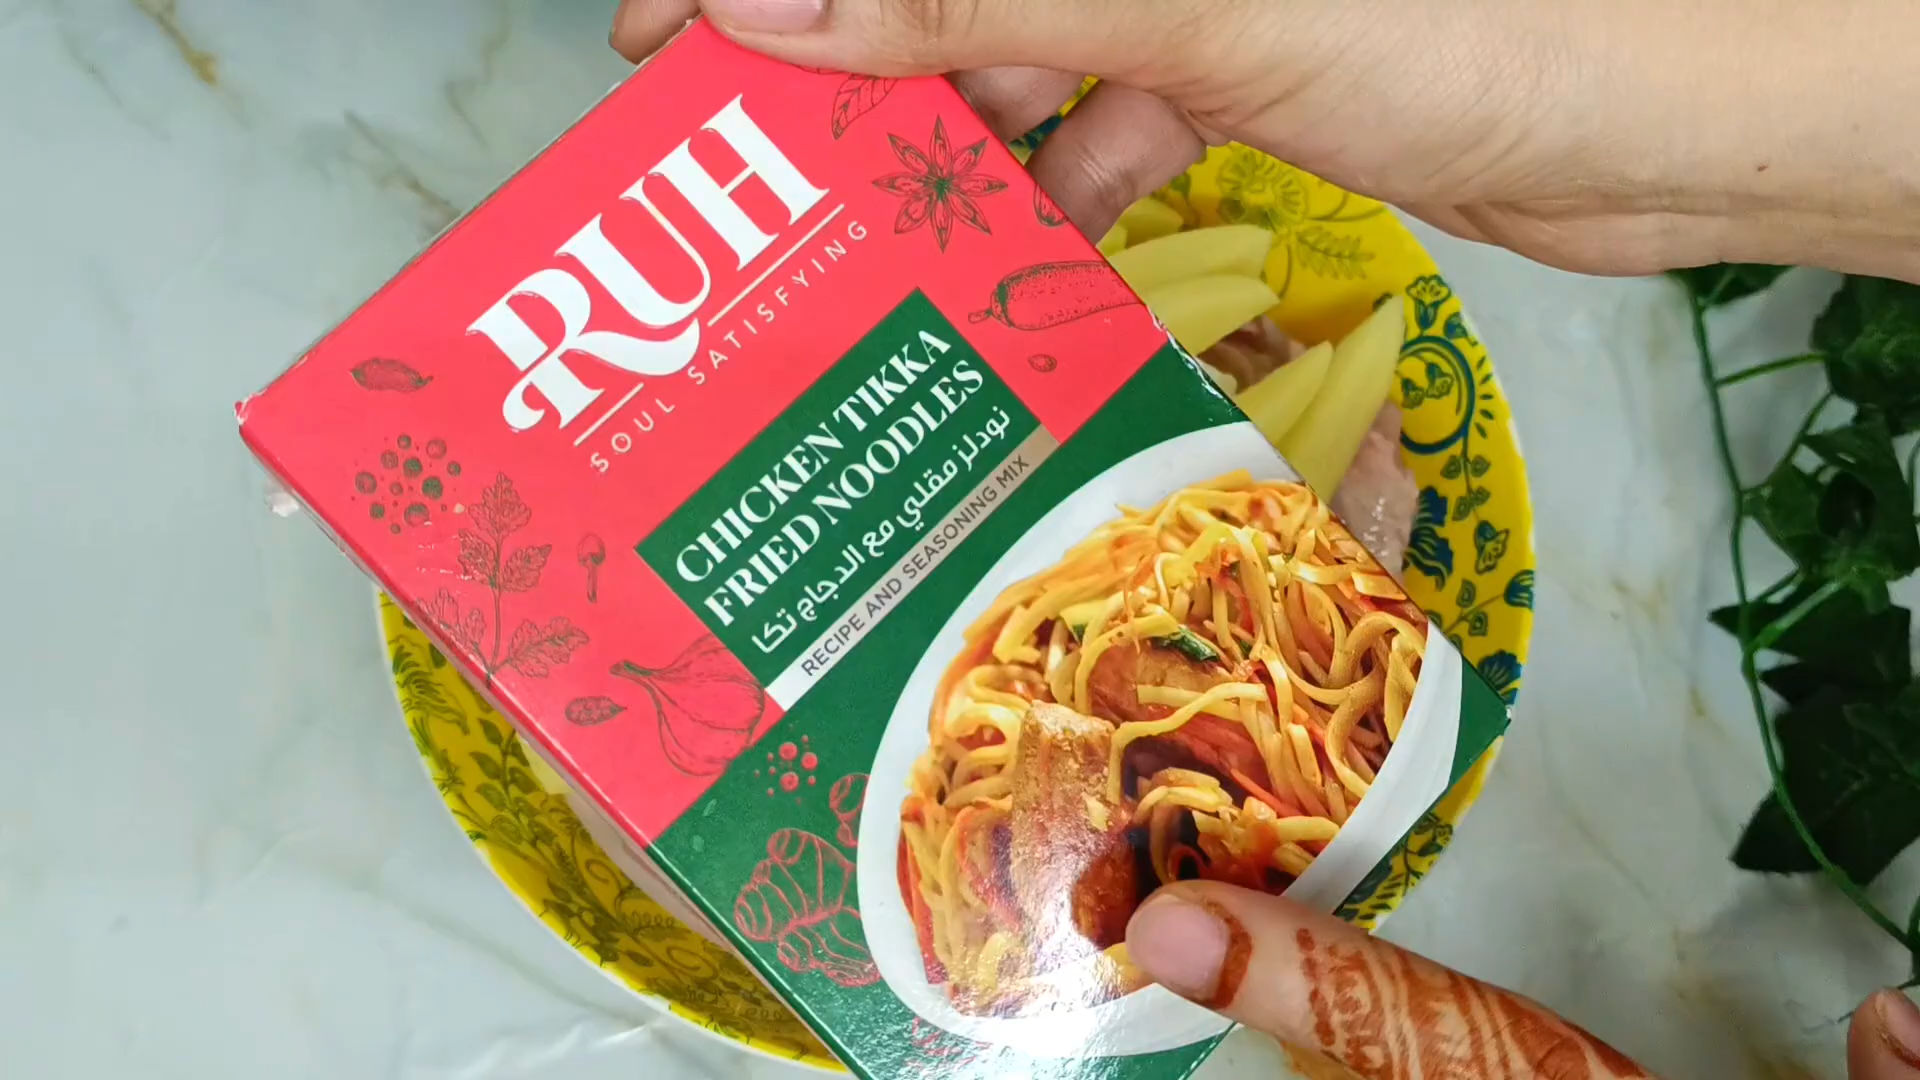 RUH
SOUL SATISFYING
CHICKEN TIKKA
FRIED NOODLES
نودلز مقلي مع الدجاج تكا
RECIPE AND SEASONING MIX